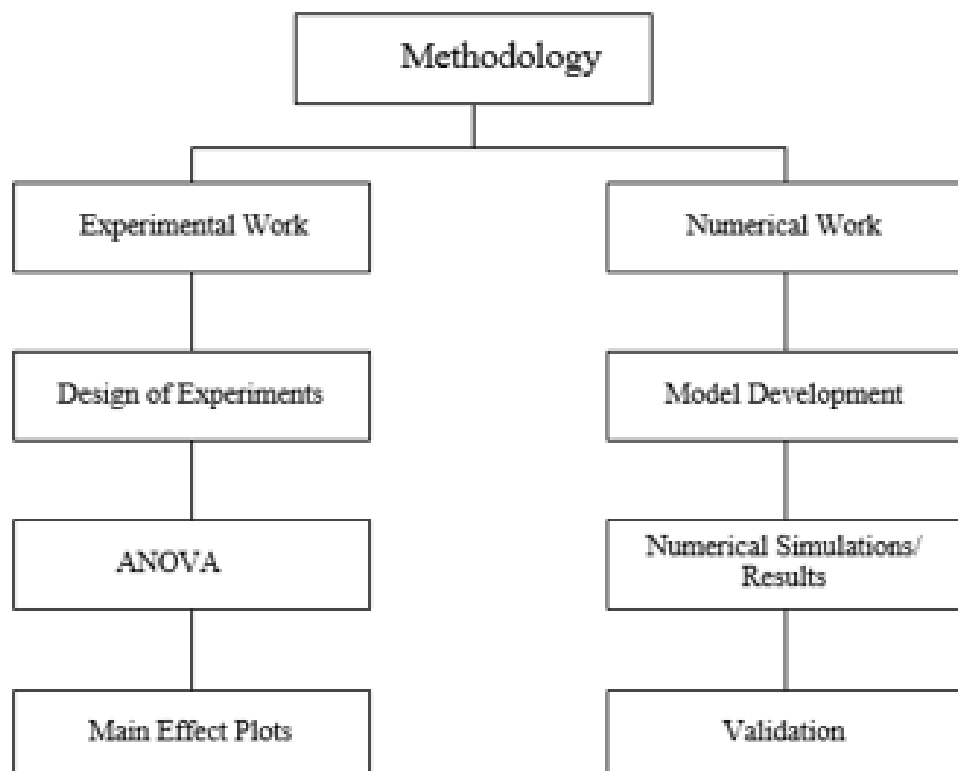 Methodology
Experimental Work
Numerical Work
Design of Experiments
Model Development
ANOVA
Numerical Simulations/
Results
Main Effect Plots
Validation